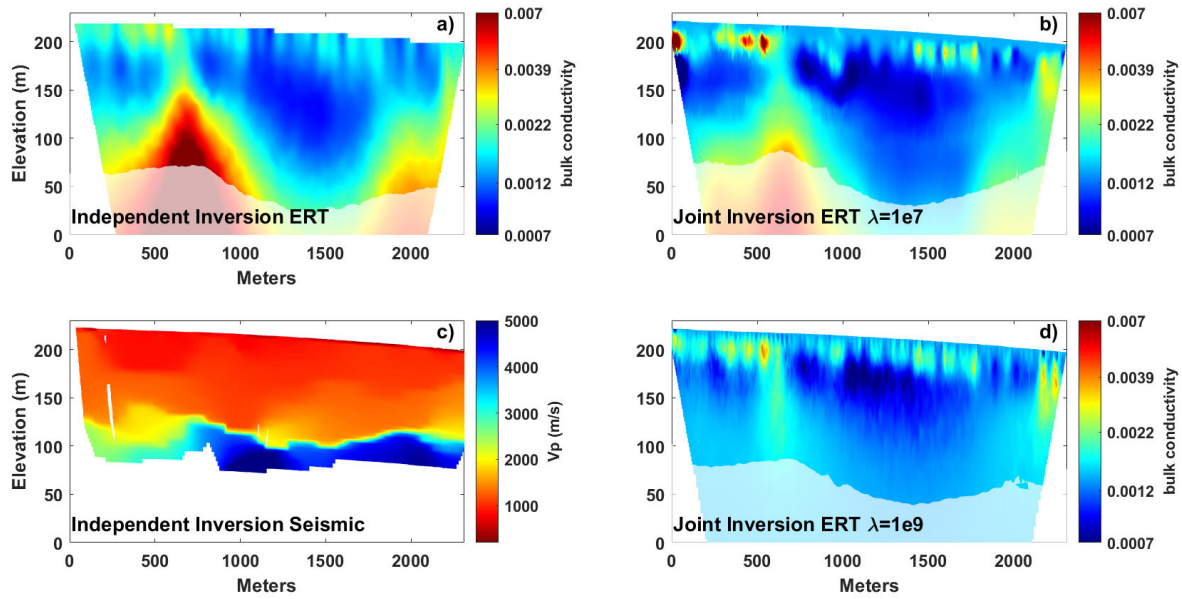 a)
Elevation (m)
200
150
100
50
0
Independent Inversion ERT
0 500 1000 1500 2000
Meters
0.007
0.0039
0.0022
0.0012
0.0007
bulk conductivity
b)
200
150
100
50
0
Joint Inversion ERT λ=1e7
0 500 1000 1500 2000
0.007
0.0039
0.0022
0.0012
0.0007
bulk conductivity
c)
Elevation (m)
200
150
100
50
0
Independent Inversion Seismic
0 500 1000 1500 2000
Meters
5000
4000
3000
2000
1000
Vp (m/s)
d)
200
150
100
50
0
Joint Inversion ERT λ=1e9
0 500 1000 1500 2000
Meters
0.007
0.0039
0.0022
0.0012
0.0007
bulk conductivity